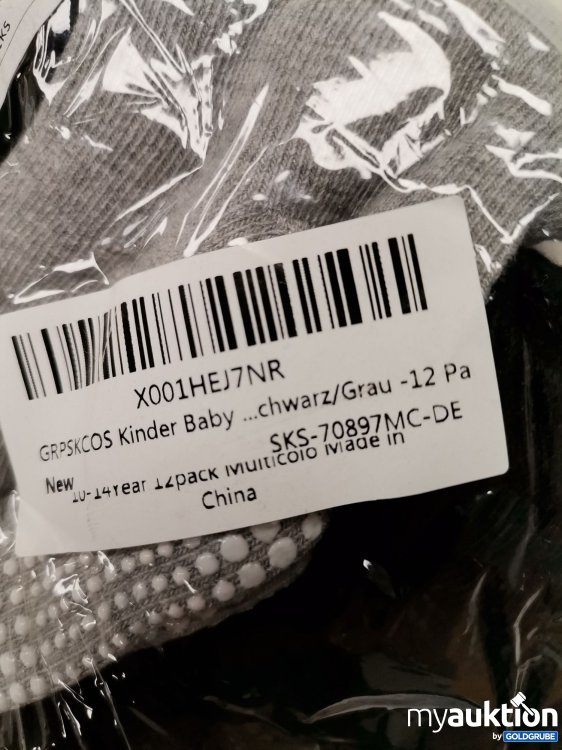 cks
X001HEJ7NR
GRPSKCOS Kinder Baby ...chwarz/Grau -12 Pa
SKS-70897MC-DE
New
10-14Year 12pack Multicolo Made in
China
myauktion
by GOLDGRUBE